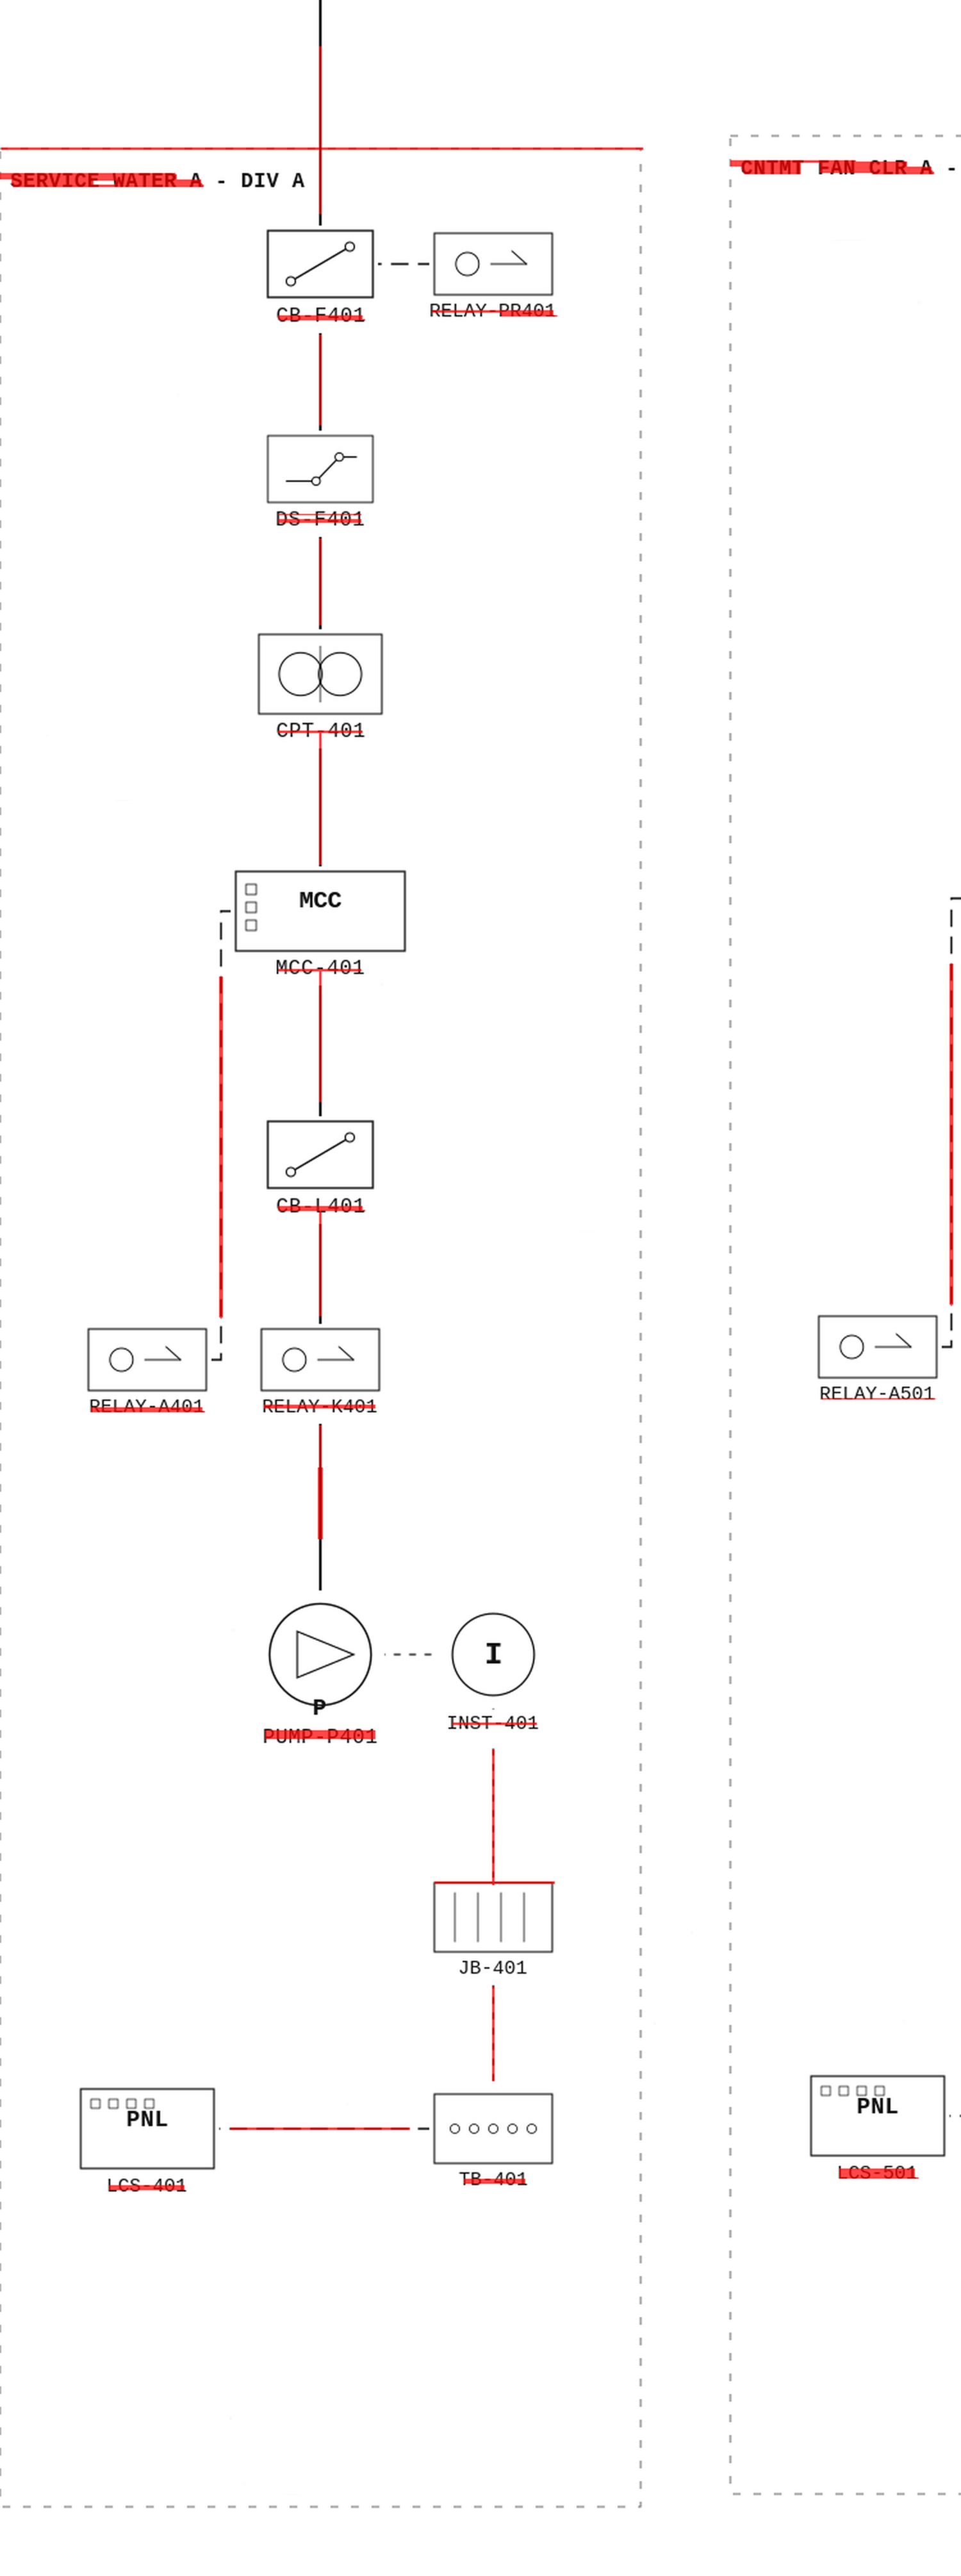 SERVICE WATER A - DIV A
CB-F401
RELAY-PR401
DS-F401
CPT-401
MCC
MCC-401
CB-L401
RELAY-A401
RELAY-K401
P
PUMP-P401
I
INST-401
JB-401
PNL
LCS-401
TB-401
CNTMT FAN CLR A -
RELAY-A501
PNL
LCS-501